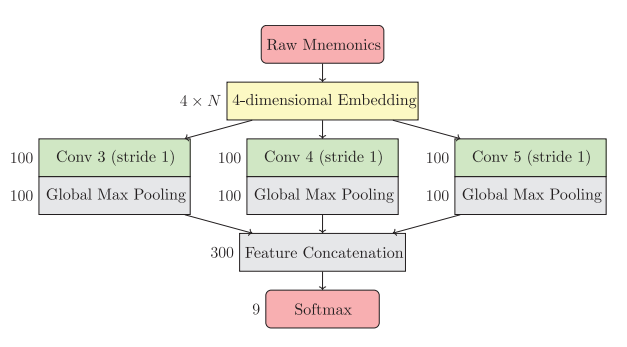 Raw Mnemonics
4 × N 4-dimensiomal Embedding
100 Conv 3 (stride 1) 100 Conv 4 (stride 1) 100 Conv 5 (stride 1)
100 Global Max Pooling 100 Global Max Pooling 100 Global Max Pooling
300 Feature Concatenation
9 Softmax